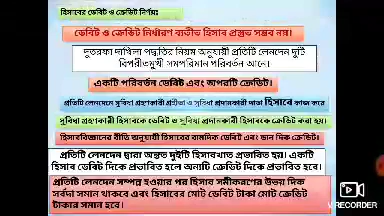 হিসাবের ডেবিট ও ক্রেডিট নির্ণয়ঃ
ডেবিট ও ক্রেডিট নির্ধারণ ব্যতীত হিসাব প্রস্তুত সম্ভব নয়।
দুতরফা দাখিলা পদ্ধতির নিয়ম অনুযায়ী প্রতিটি লেনদেন দুটি
বিপরীতমুখী সমপরিমান পরিবর্তন আনে।
একটি পরিবর্তন ডেবিট এবং অপরটি ক্রেডিট।
প্রতিটি লেনদেনে সুবিধা গ্রহণকারী গ্রহীতা ও সুবিধা প্রদানকারী দাতা হিসাবে কাজ করে
সুবিধা গ্রহণকারী হিসাবকে ডেবিট ও সুবিধা প্রদানকারী হিসাবকে ক্রেডিট করা হয়।
হিসাববিজ্ঞানের রীতি অনুযায়ী হিসাবের বামদিক ডেবিট এবং ডান দিক ক্রেডিট।
প্রতিটি লেনদেন দ্বারা অন্তত দুইটি হিসাবখাত প্রভাবিত হয়। একটি
হিসাব ডেবিট দিকে প্রভাবিত হলে অন্যটি ক্রেডিট দিকে প্রভাবিত হবে।
প্রতিটি লেনদেন সম্পন্ন হওয়ার পর হিসাব সমীকরণের উভয় দিক
সর্বদা সমান থাকবে এবং হিসাবের মোট ডেবিট টাকা মোট ক্রেডিট
টাকার সমান হবে।
VIRECORDER